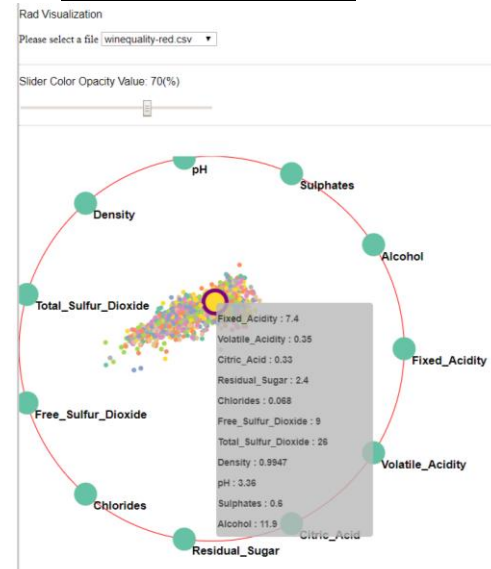 Rad Visualization
Please select a file winequality-red.csv
Slider Color Opacity Value: 70(%)
pH
Sulphates
Density
Alcohol
Total_Sulfur_Dioxide
Fixed_Acidity : 7.4
Volatile_Acidity : 0.35
Fixed_Acidity
Citric_Acid : 0.33
Residual_Sugar : 2.4
Chlorides : 0.068
Free_Sulfur_Dioxide
Free_Sulfur_Dioxide : 9
Total_Sulfur_Dioxide : 26
Density : 0.9947
Volatile_Acidity
pH : 3.36
Chlorides
Sulphates : 0.6
Alcohol : 11.9
Citric_Acid
Residual_Sugar